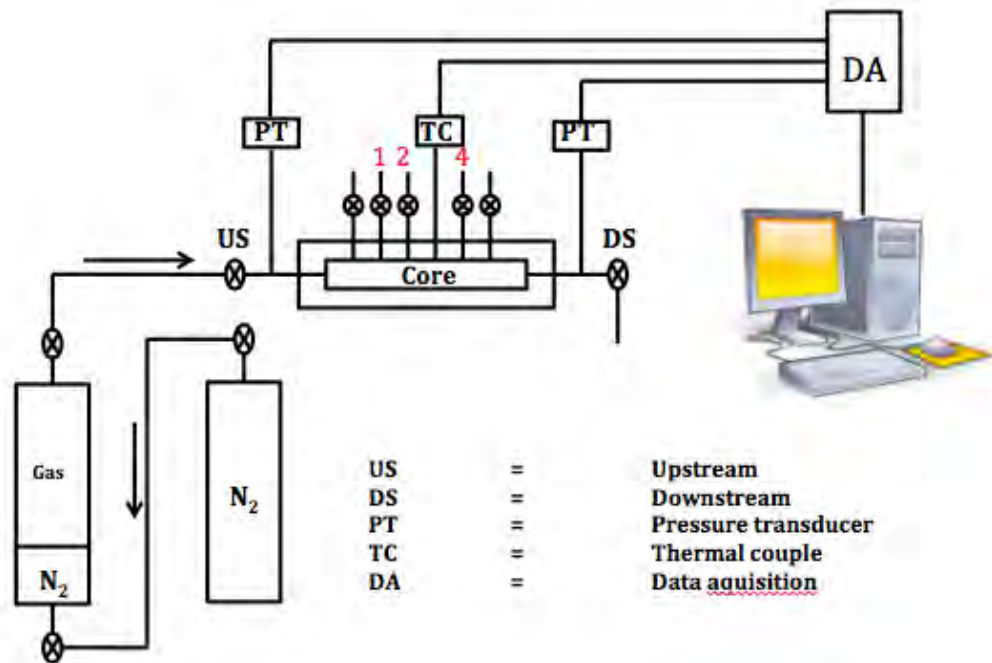 DA
PT
TC
PT
1 2 4
US
DS
Core
Gas
N₂
N₂
US = Upstream
DS = Downstream
PT = Pressure transducer
TC = Thermal couple
DA = Data aquisition